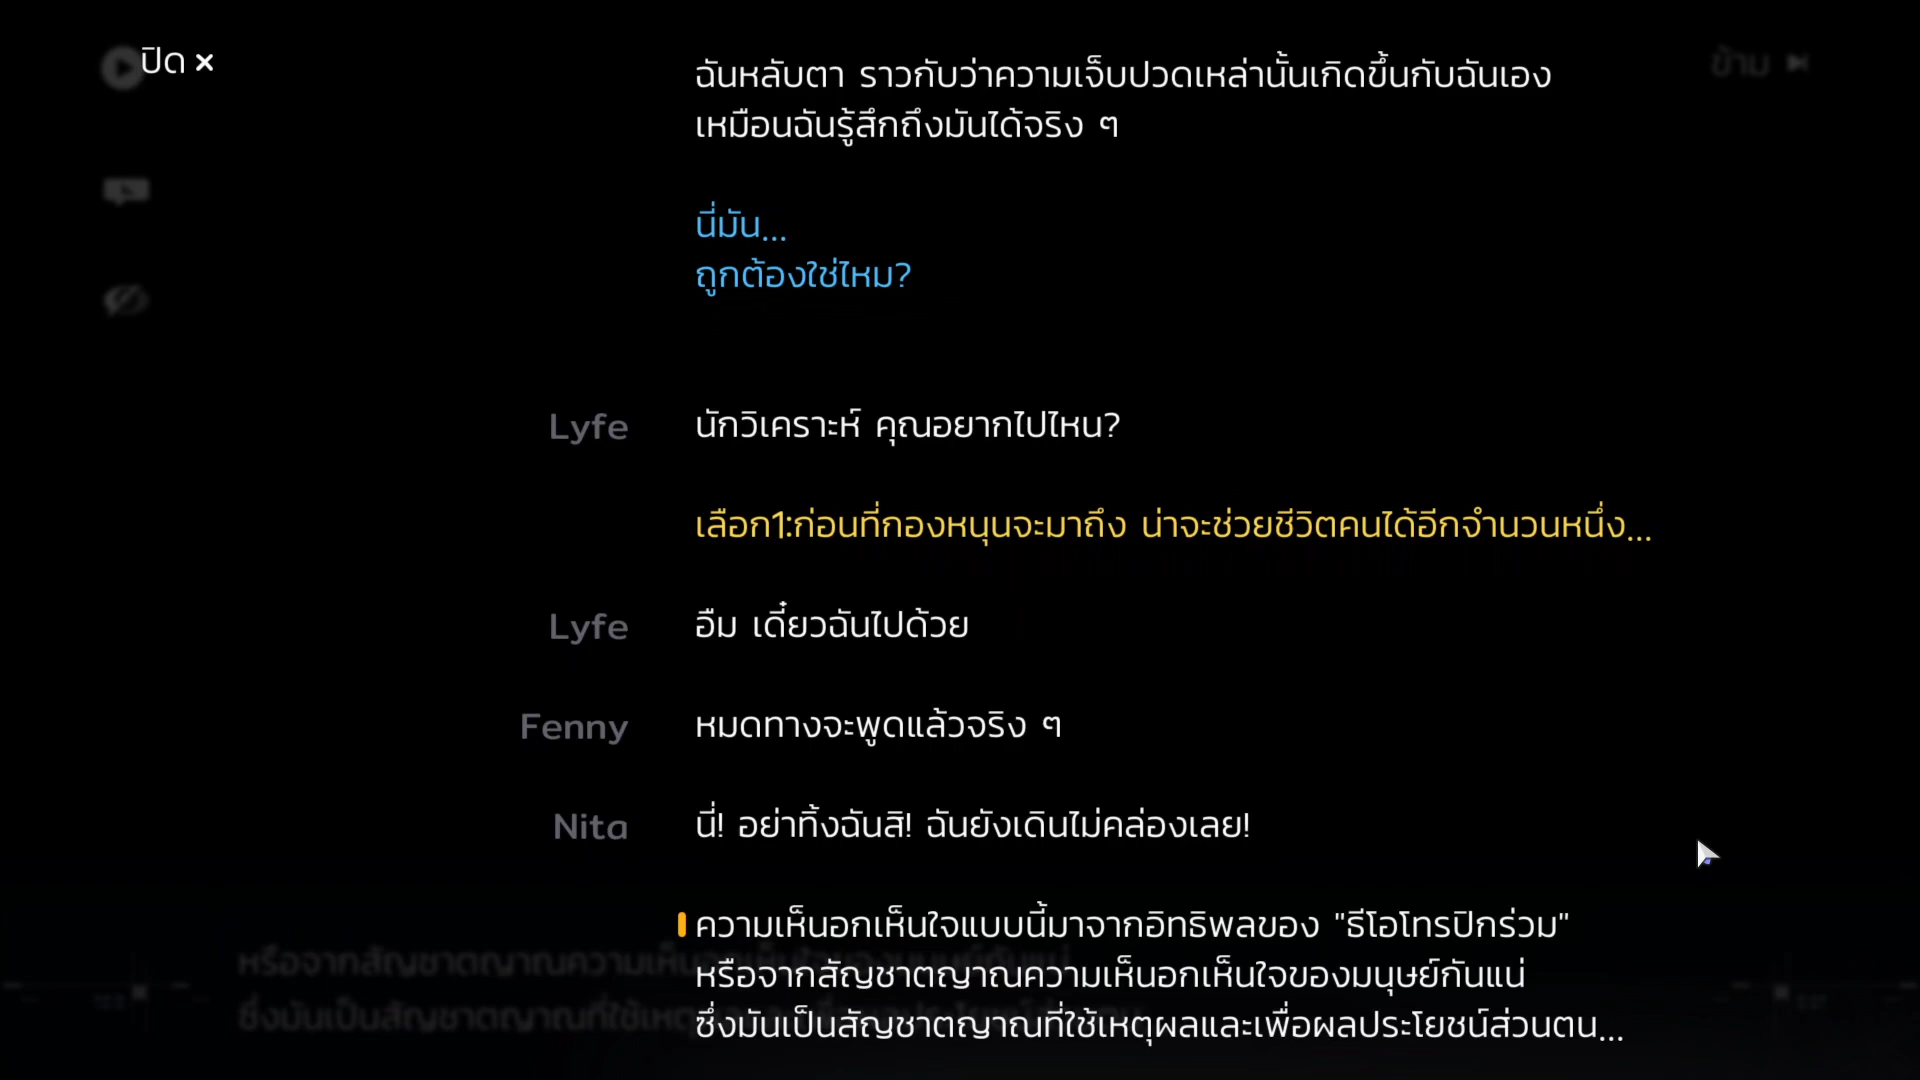 ปิด ×
ข้าม
ฉันหลับตา ราวกับว่าความเจ็บปวดเหล่านั้นเกิดขึ้นกับฉันเอง
เหมือนฉันรู้สึกถึงมันได้จริง ๆ
นี่มัน...
ถูกต้องใช่ไหม?
Lyfe
นักวิเคราะห์ คุณอยากไปไหน?
เลือก1:ก่อนที่กองหนุนจะมาถึง น่าจะช่วยชีวิตคนได้อีกจำนวนหนึ่ง...
Lyfe
อืม เดี๋ยวฉันไปด้วย
Fenny
หมดทางจะพูดแล้วจริง ๆ
Nita
นี่! อย่าทิ้งฉันสิ! ฉันยังเดินไม่คล่องเลย!
ความเห็นอกเห็นใจแบบนี้มาจากอิทธิพลของ "ธีโอโทรปิกร่วม"
หรือจากสัญชาตญาณความเห็นอกเห็นใจของมนุษย์กันแน่
ซึ่งมันเป็นสัญชาตญาณที่ใช้เหตุผลและเพื่อผลประโยชน์ส่วนตน...